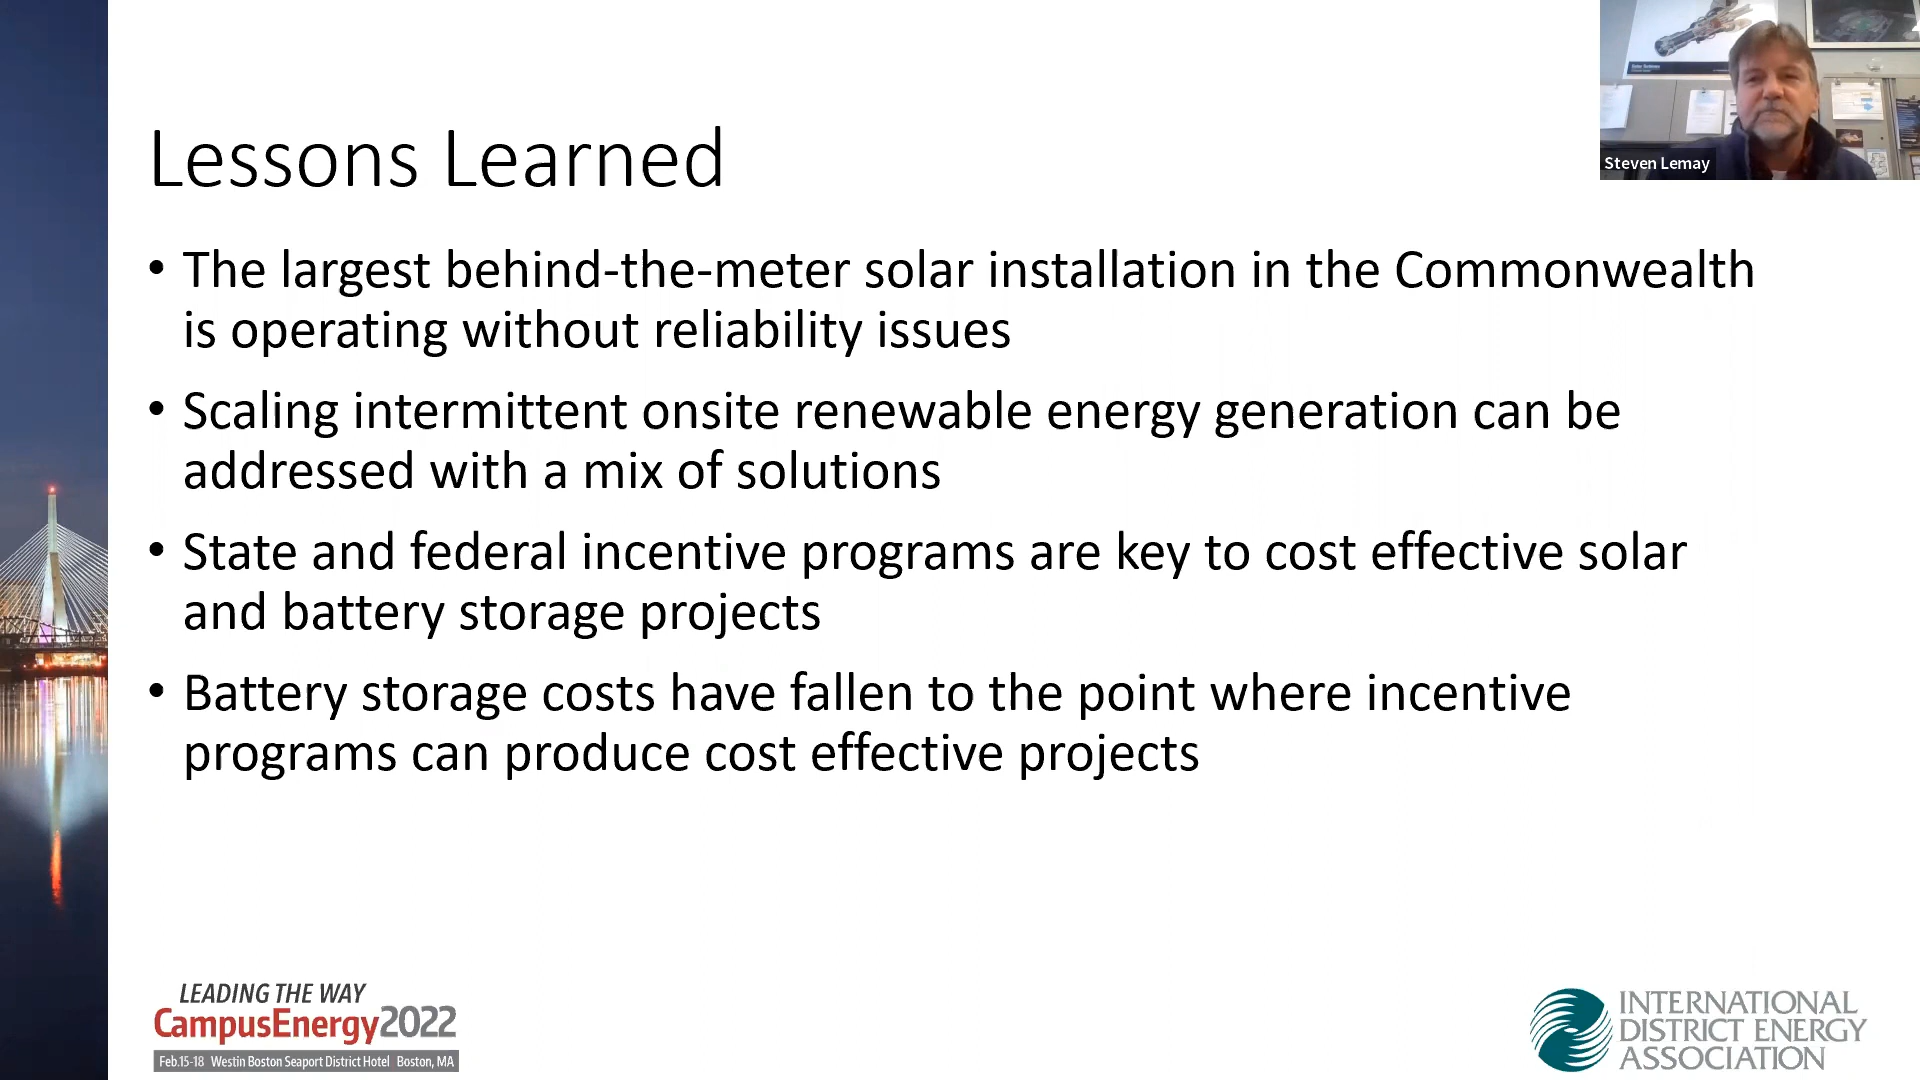 Steven Lemay
Lessons Learned
• The largest behind-the-meter solar installation in the Commonwealth
is operating without reliability issues
• Scaling intermittent onsite renewable energy generation can be
addressed with a mix of solutions
• State and federal incentive programs are key to cost effective solar
and battery storage projects
• Battery storage costs have fallen to the point where incentive
programs can produce cost effective projects
LEADING THE WAY
CampusEnergy2022
Feb.15-18 Westin Boston Seaport District Hotel Boston, MA
INTERNATIONAL
DISTRICT ENERGY
ASSOCIATION